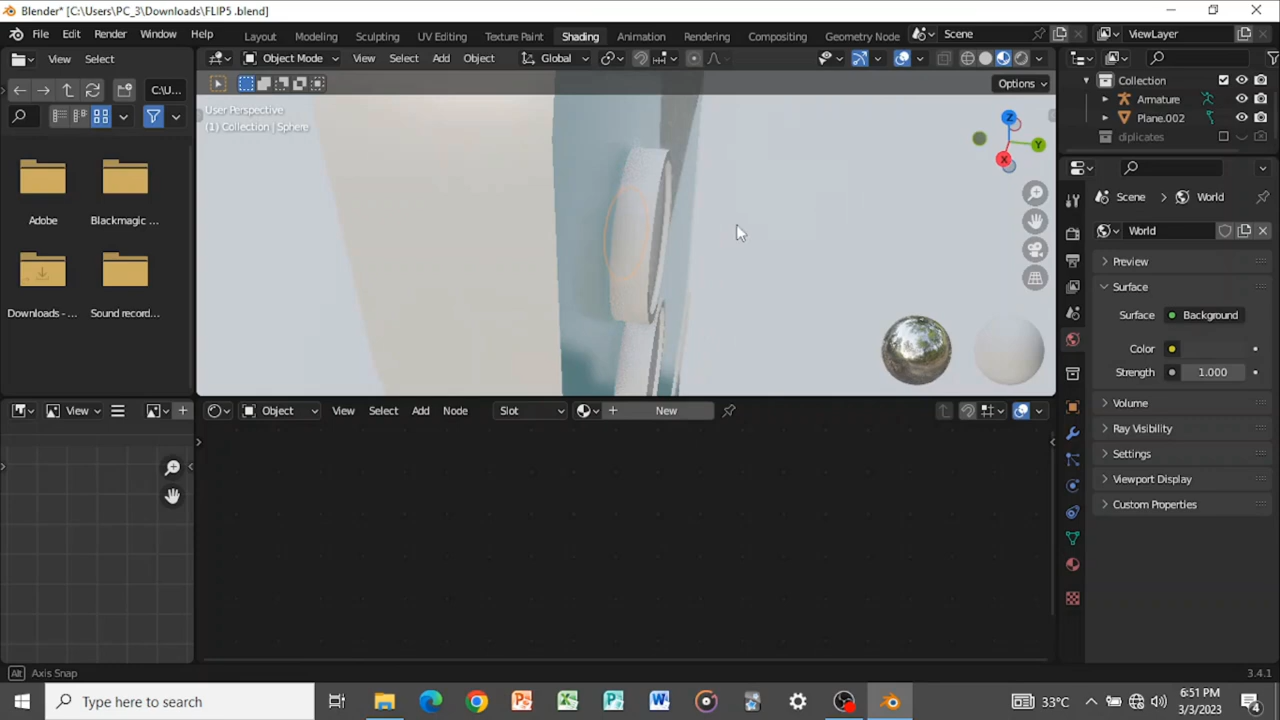 Blender* [C:\Users\PC_3\Downloads\FLIP5 .blend]
File Edit Render Window Help Layout Modeling Sculpting UV Editing Texture Paint Shading Animation Rendering Compositing Geometry Node Scene ViewLayer
View Select Object Mode View Select Add Object Global
C:\U... Options Collection
User Perspective
(1) Collection | Sphere
Armature
Plane.002
diplicates
Z
Y
X
Adobe Blackmagic ...
Scene World
World
Preview
Surface
Surface Background
Color
Strength 1.000
Downloads - ... Sound record...
Volume
View Object View Select Add Node Slot New
Ray Visibility
Settings
Viewport Display
Custom Properties
Alt Axis Snap 3.4.1
Type here to search 33°C 6:51 PM
3/3/2023
4